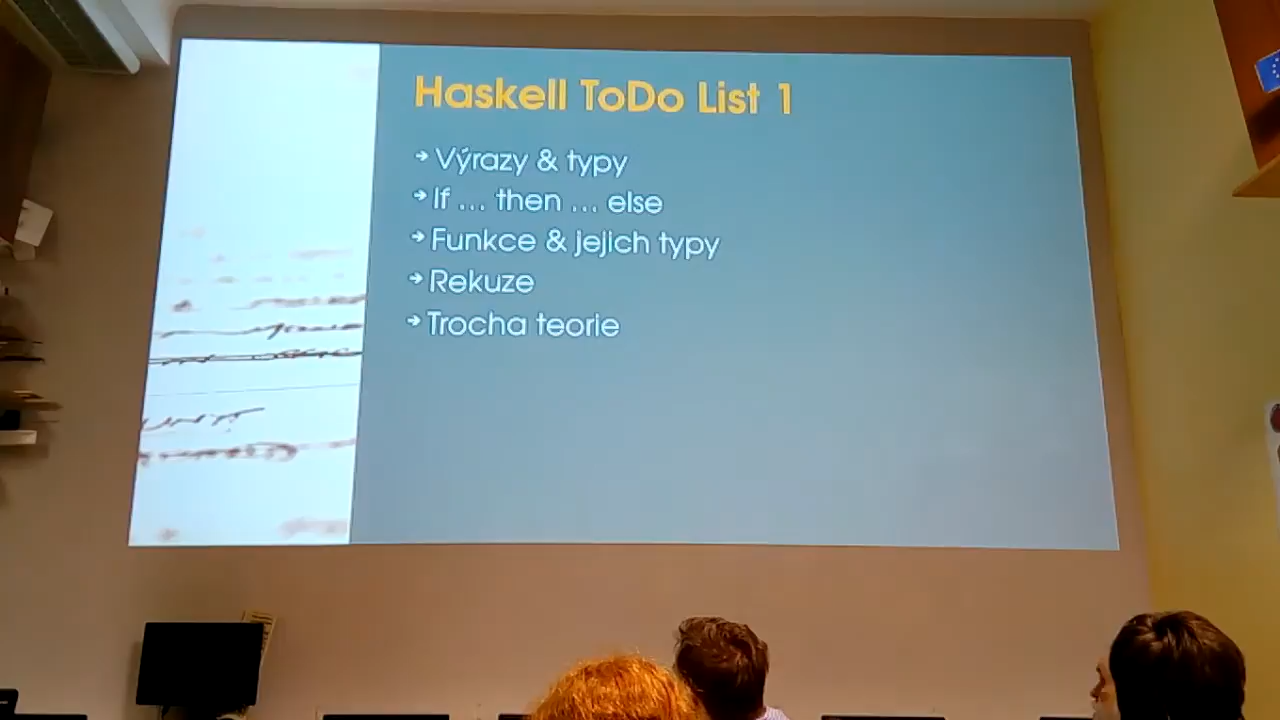 Haskell ToDo List 1
→ Výrazy & typy
→ If ... then ... else
→ Funkce & jejich typy
→ Rekuze
→ Trocha teorie